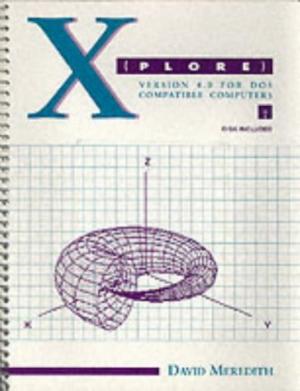 X
(PLORE)
VERSION 4.0 FOR DOS
COMPATIBLE COMPUTERS
DISK INCLUDED
Z
X
Y
DAVID MEREDITH